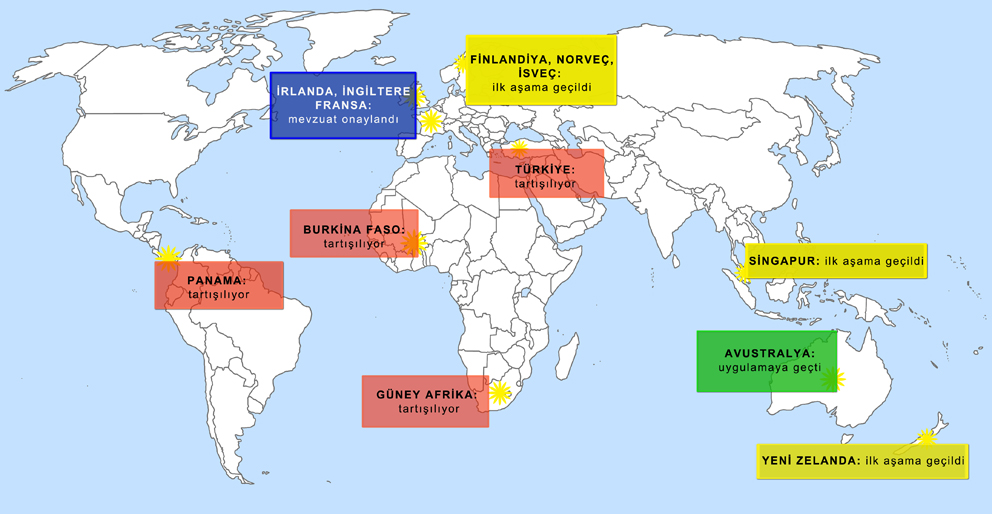 FİNLANDİYA, NORVEÇ,
İSVEÇ:
ilk aşama geçildi
İRLANDA, İNGİLTERE
FRANSA:
mevzuat onaylandı
TÜRKİYE:
tartışılıyor
BURKİNA FASO:
tartışılıyor
SİNGAPUR: ilk aşama geçildi
PANAMA:
tartışılıyor
AVUSTRALYA:
uygulamaya geçti
GÜNEY AFRİKA:
tartışılıyor
YENİ ZELANDA: ilk aşama geçildi